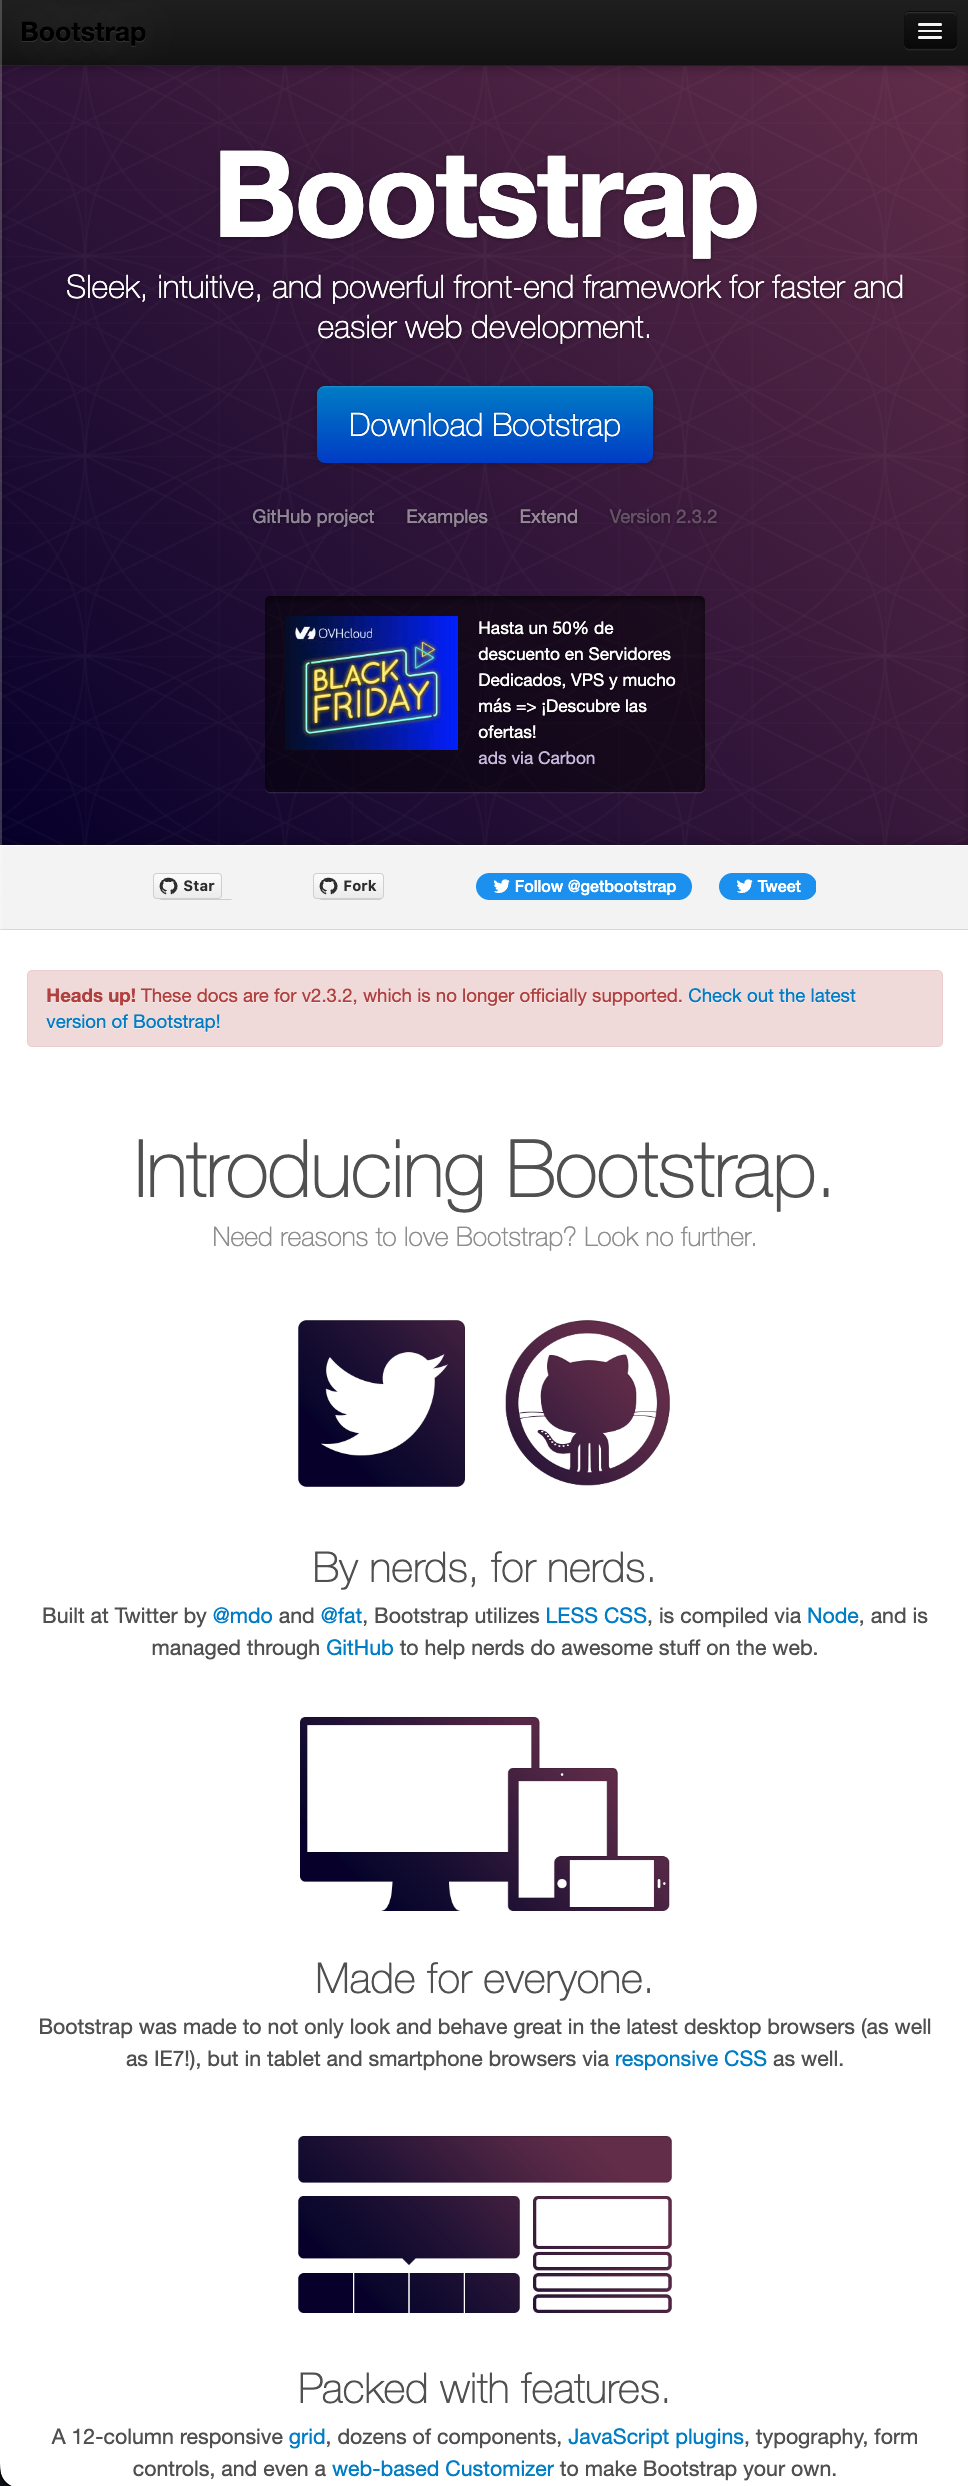 Bootstrap
Bootstrap
Sleek, intuitive, and powerful front-end framework for faster and
easier web development.
Download Bootstrap
GitHub project Examples Extend Version 2.3.2
OVHcloud
BLACK
FRIDAY
Hasta un 50% de
descuento en Servidores
Dedicados, VPS y mucho
más => ¡Descubre las
ofertas!
ads via Carbon
Star Fork Follow @getbootstrap Tweet
Heads up! These docs are for v2.3.2, which is no longer officially supported. Check out the latest
version of Bootstrap!
Introducing Bootstrap.
Need reasons to love Bootstrap? Look no further.
By nerds, for nerds.
Built at Twitter by @mdo and @fat, Bootstrap utilizes LESS CSS, is compiled via Node, and is
managed through GitHub to help nerds do awesome stuff on the web.
Made for everyone.
Bootstrap was made to not only look and behave great in the latest desktop browsers (as well
as IE7!), but in tablet and smartphone browsers via responsive CSS as well.
Packed with features.
A 12-column responsive grid, dozens of components, JavaScript plugins, typography, form
controls, and even a web-based Customizer to make Bootstrap your own.